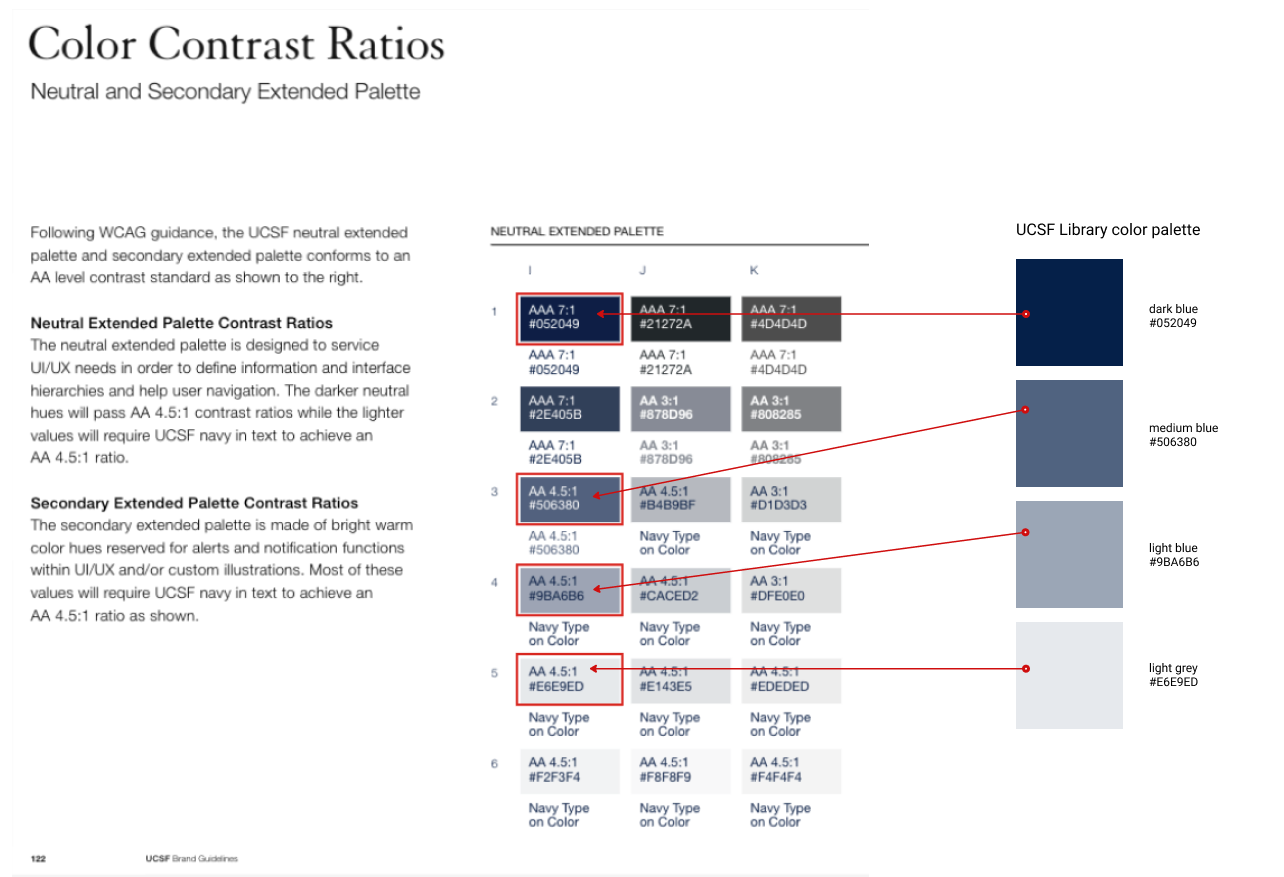 Color Contrast Ratios
Neutral and Secondary Extended Palette
Following WCAG guidance, the UCSF neutral extended
palette and secondary extended palette conforms to an
AA level contrast standard as shown to the right.
Neutral Extended Palette Contrast Ratios
The neutral extended palette is designed to service
UI/UX needs in order to define information and interface
hierarchies and help user navigation. The darker neutral
hues will pass AA 4.5:1 contrast ratios while the lighter
values will require UCSF navy in text to achieve an
AA 4.5:1 ratio.
Secondary Extended Palette Contrast Ratios
The secondary extended palette is made of bright warm
color hues reserved for alerts and notification functions
within UI/UX and/or custom illustrations. Most of these
values will require UCSF navy in text to achieve an
AA 4.5:1 ratio as shown.
NEUTRAL EXTENDED PALETTE
I J K
1 AAA 7:1 AAA 7:1 AAA 7:1
#052049 #21272A #4D4D4D
AAA 7:1 AAA 7:1 AAA 7:1
#052049 #21272A #4D4D4D
2 AAA 7:1 AA 3:1 AA 3:1
#2E405B #878D96 #808285
AAA 7:1 AA 3:1 AA 3:1
#2E405B #878D96 #808285
3 AA 4.5:1 AA 4.5:1 AA 3:1
#506380 #B4B9BF #D1D3D3
AA 4.5:1 Navy Type Navy Type
#506380 on Color on Color
4 AA 4.5:1 AA 4.5:1 AA 3:1
#9BA6B6 #CACED2 #DFE0E0
Navy Type Navy Type Navy Type
on Color on Color on Color
5 AA 4.5:1 AA 4.5:1 AA 4.5:1
#E6E9ED #E143E5 #EDEDED
Navy Type Navy Type Navy Type
on Color on Color on Color
6 AA 4.5:1 AA 4.5:1 AA 4.5:1
#F2F3F4 #F8F8F9 #F4F4F4
Navy Type Navy Type Navy Type
on Color on Color on Color
122 UCSF Brand Guidelines
UCSF Library color palette
dark blue
#052049
medium blue
#506380
light blue
#9BA6B6
light grey
#E6E9ED